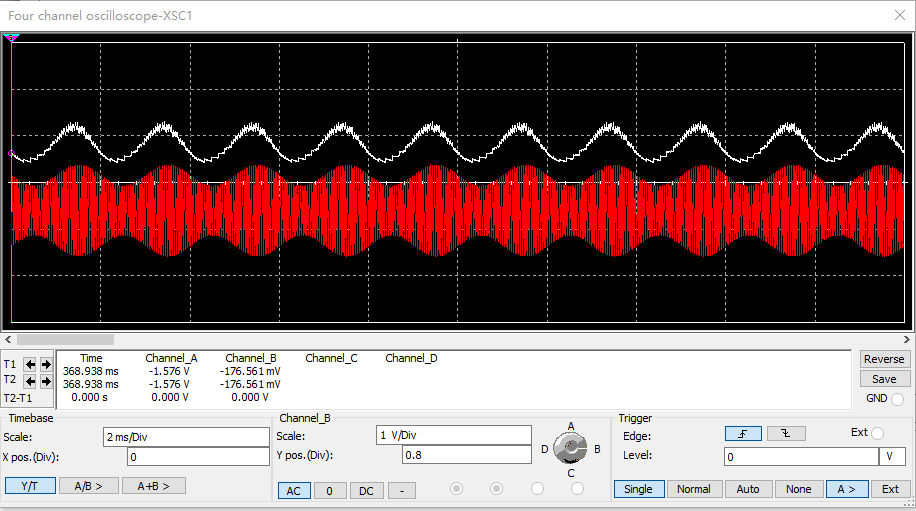 Four channel oscilloscope-XSC1
Time Channel_A Channel_B Channel_C Channel_D
T1 368.938 ms -1.576 V -176.561 mV
T2 368.938 ms -1.576 V -176.561 mV
T2-T1 0.000 s 0.000 V 0.000 V
Reverse
Save
GND
Timebase
Scale: 2 ms/Div
X pos.(Div): 0
Y/T A/B > A+B >
Channel_B
Scale: 1 V/Div
Y pos.(Div): 0.8
AC 0 DC -
A
D B
C
Trigger
Edge: Ext
Level: 0 V
Single Normal Auto None A > Ext